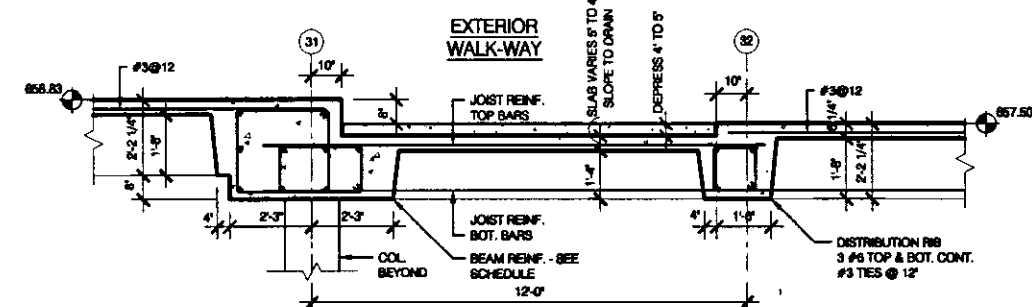 EXTERIOR
WALK-WAY
31
32
10"
10"
SLAB VARIES 5" TO 4"
SLOPE TO DRAIN
DEPRESS 4" TO 5"
#3@12
#3@12
858.83
857.50
8"
JOIST REINF.
TOP BARS
2'-2 1/4"
1'-8"
8"
1'-4"
1'-8"
2'-2 1/4"
4"
2'-3"
2'-3"
JOIST REINF.
BOT. BARS
4"
1'-6"
COL.
BEYOND
BEAM REINF. - SEE
SCHEDULE
DISTRIBUTION RIB
3 #6 TOP & BOT. CONT.
#3 TIES @ 12"
12'-0"